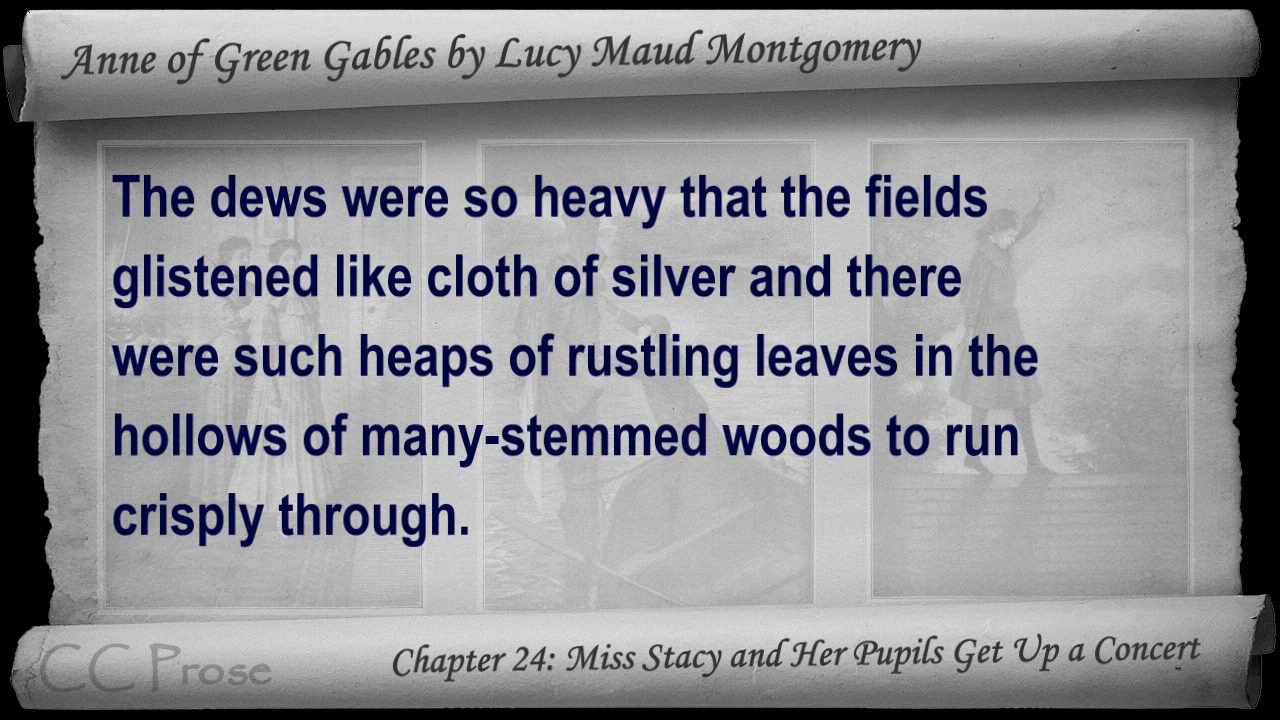 Anne of Green Gables by Lucy Maud Montgomery
The dews were so heavy that the fields
glistened like cloth of silver and there
were such heaps of rustling leaves in the
hollows of many-stemmed woods to run
crisply through.
CC Prose
Chapter 24: Miss Stacy and Her Pupils Get Up a Concert